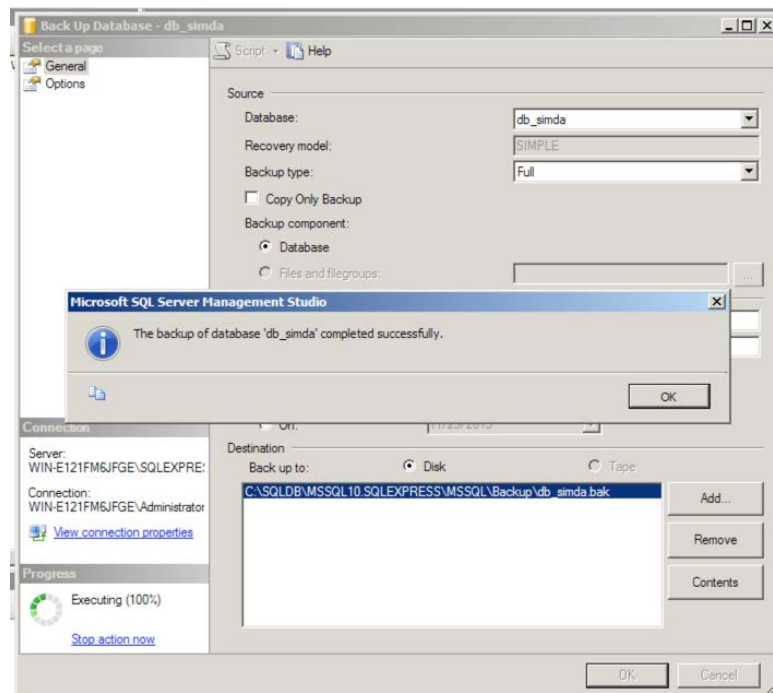 Back Up Database - db_simda
Select a page
General
Options
Script
Help
Source
Database:
db_simda
Recovery model:
SIMPLE
Backup type:
Full
Copy Only Backup
Backup component:
Database
Files and filegroups:
...
Microsoft SQL Server Management Studio
The backup of database 'db_simda' completed successfully.
OK
Connection
Server:
WIN-E121FM6JFGE\SQLEXPRE
Connection:
WIN-E121FM6JFGE\Administrator
View connection properties
Progress
Executing (100%)
Stop action now
On:
Destination
Back up to:
Disk
Tape
C:\SQLDB\MSSQL10.SQLEXPRESS\MSSQL\Backup\db_simda.bak
Add...
Remove
Contents
OK
Cancel